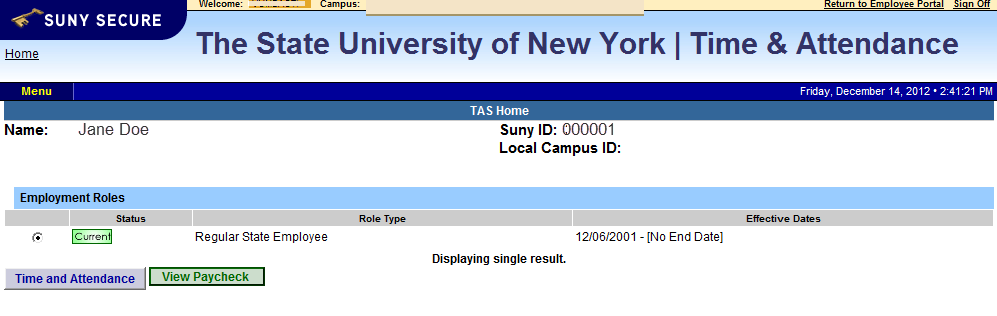 Welcome: Campus: Return to Employee Portal Sign Off
SUNY SECURE
Home
The State University of New York | Time & Attendance
Menu Friday, December 14, 2012 • 2:41:21 PM
TAS Home
Name: Jane Doe Suny ID: 000001
Local Campus ID:
Employment Roles
Status Role Type Effective Dates
Current Regular State Employee 12/06/2001 - [No End Date]
Displaying single result.
Time and Attendance View Paycheck